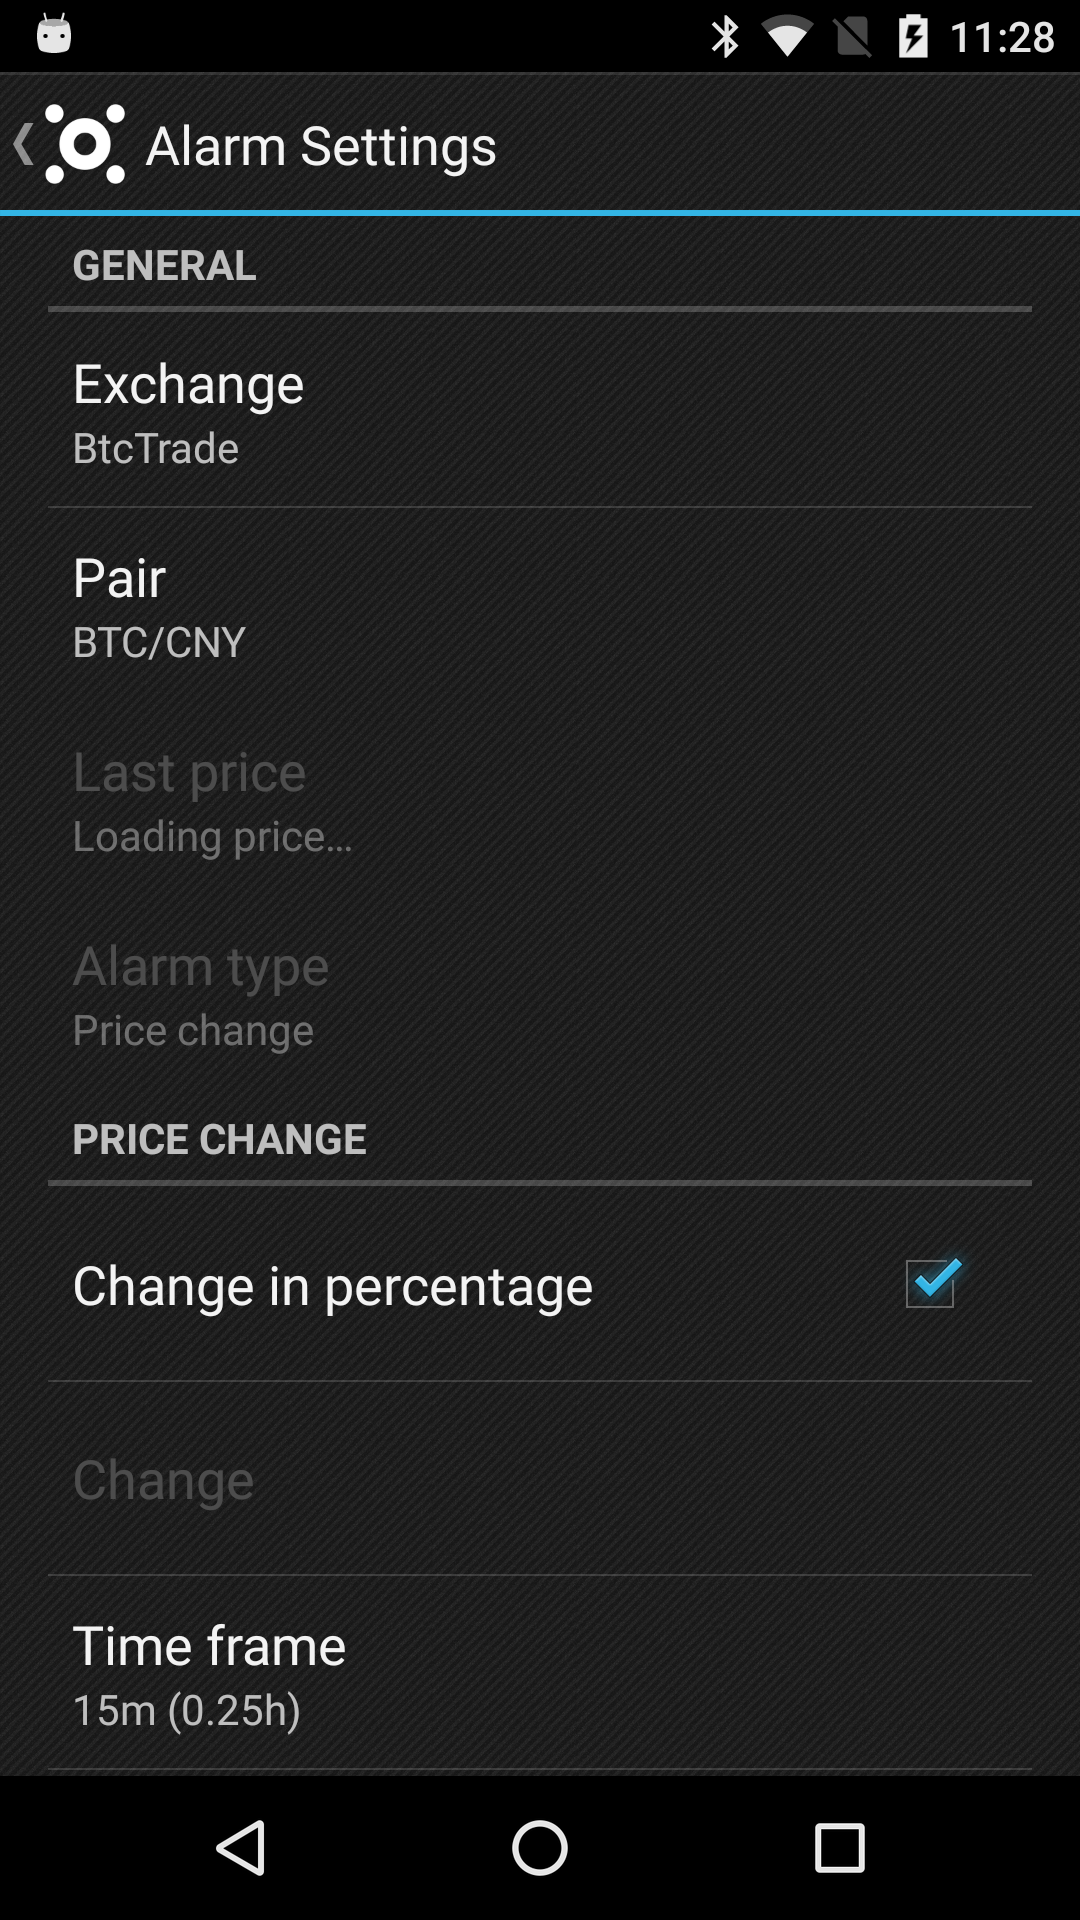 11:28
Alarm Settings
GENERAL
Exchange
BtcTrade
Pair
BTC/CNY
Last price
Loading price...
Alarm type
Price change
PRICE CHANGE
Change in percentage
Change
Time frame
15m (0.25h)